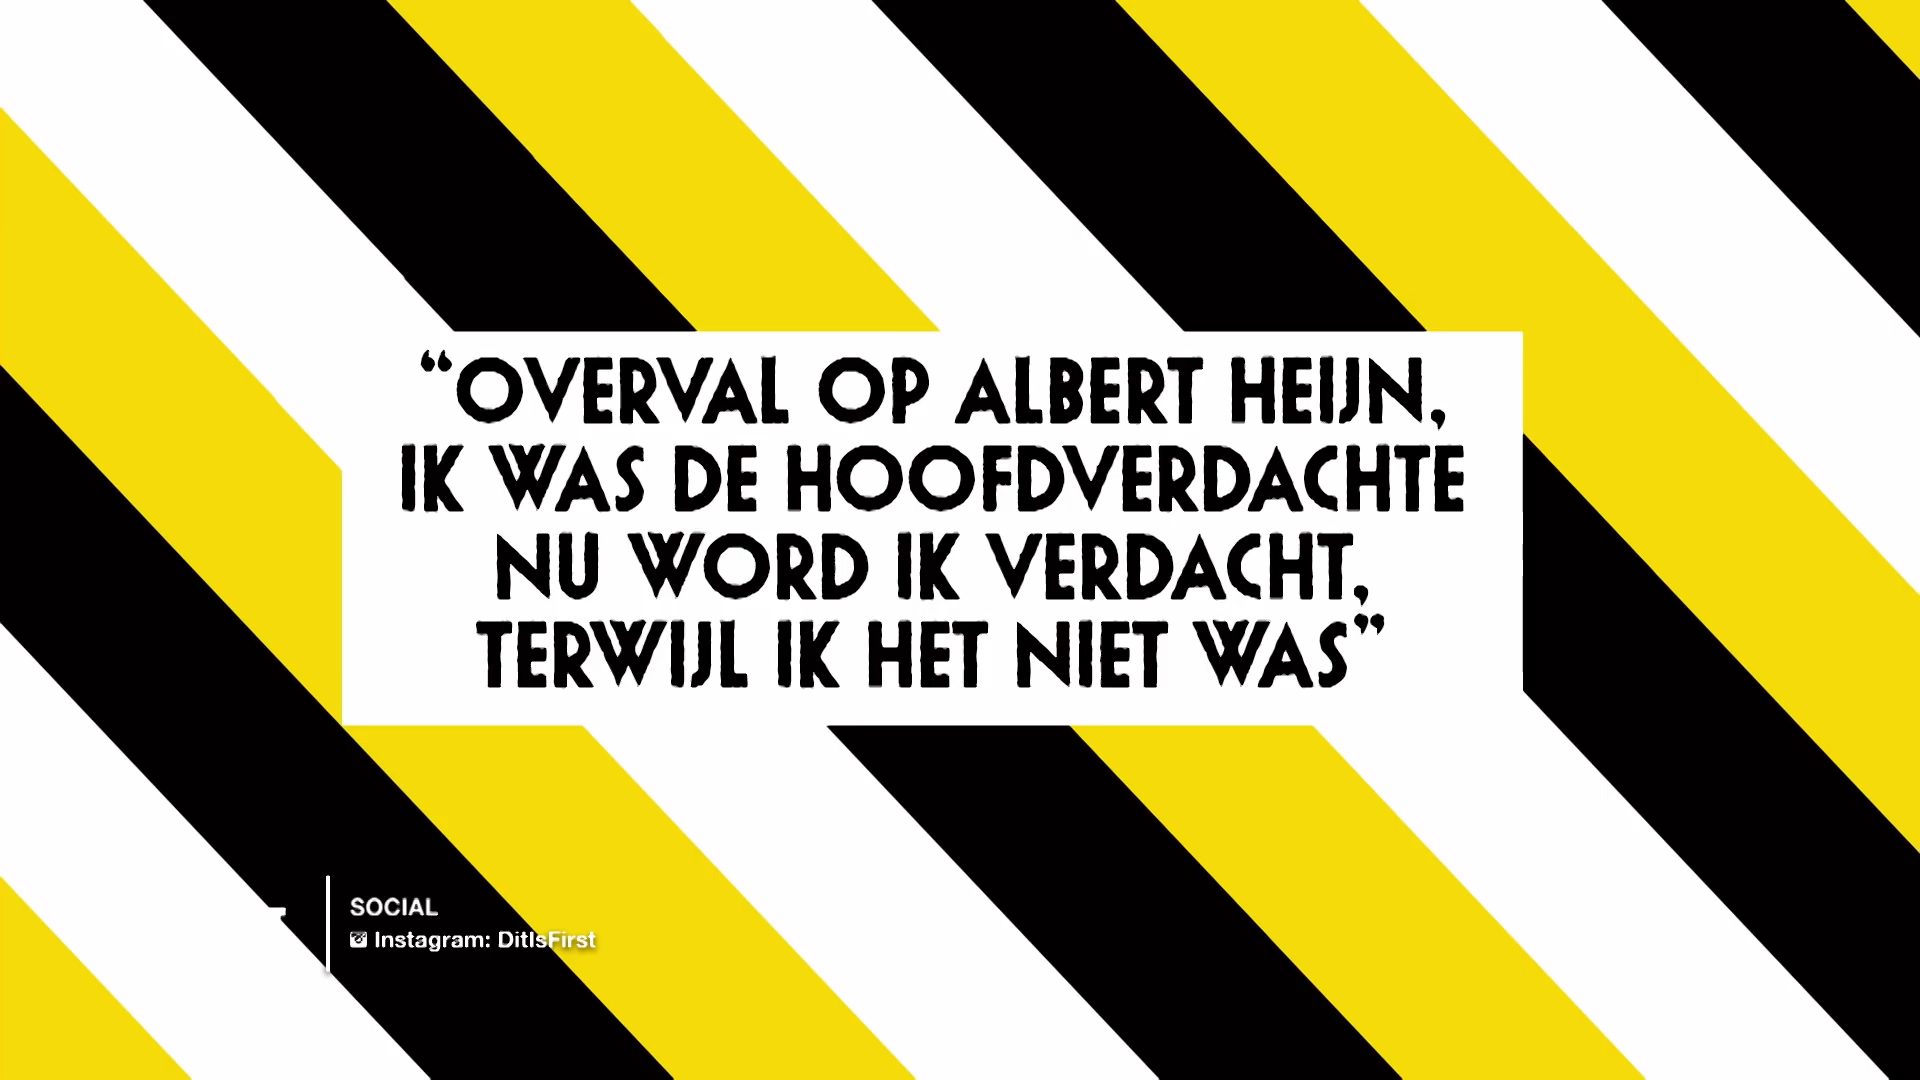 “OVERVAL OP ALBERT HEIJN,
IK WAS DE HOOFDVERDACHTE
NU WORD IK VERDACHT,
TERWIJL IK HET NIET WAS”
SOCIAL
Instagram: DitIsFirst